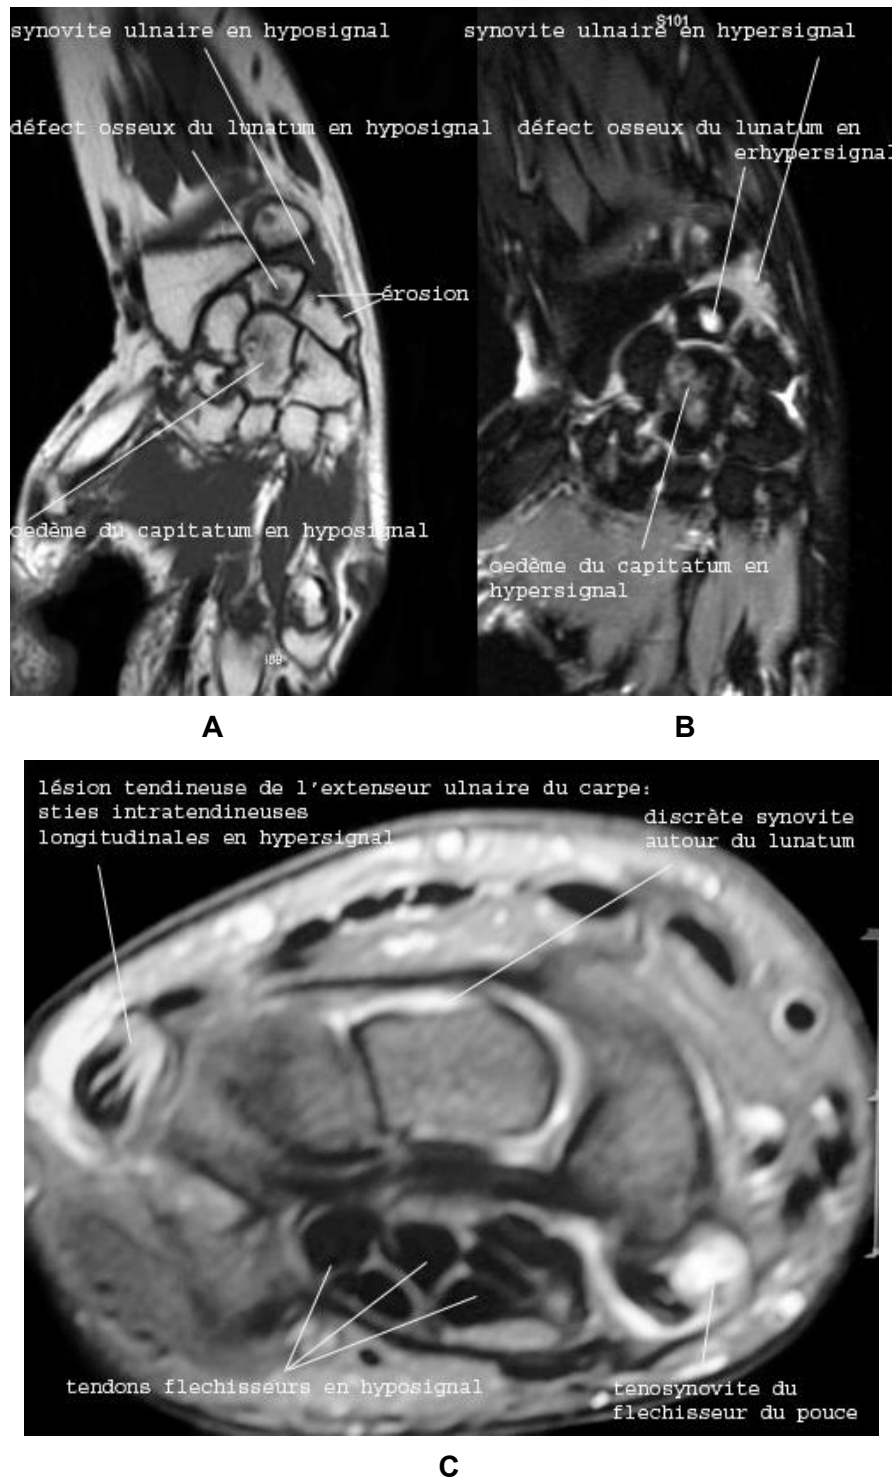 synovite ulnaire en hyposignal
S101
synovite ulnaire en hypersignal
défect osseux du lunatum en hyposignal
défect osseux du lunatum en
erhypersignal
érosion
oedème du capitatum en hyposignal
oedème du capitatum en
hypersignal
I89
A
B
lésion tendineuse de l'extenseur ulnaire du carpe:
sties intratendineuses
longitudinales en hypersignal
discrète synovite
autour du lunatum
tendons flechisseurs en hyposignal
tenosynovite du
flechisseur du pouce
C